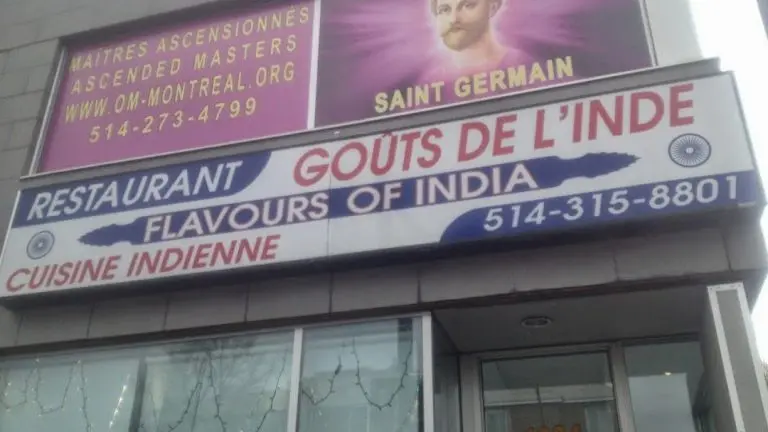 MAÎTRES ASCENSIONNÉS
ASCENDED MASTERS
WWW.OM-MONTREAL.ORG
514-273-4799
SAINT GERMAIN
RESTAURANT
GOÛTS DE L'INDE
FLAVOURS OF INDIA
CUISINE INDIENNE
514-315-8801